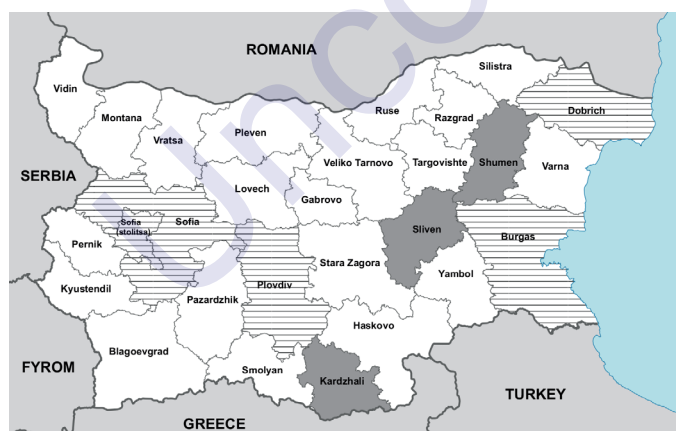 ROMANIA
Silistra
Vidin
Dobrich
Montana
Ruse
Razgrad
Vratsa
Pleven
Veliko Tarnovo
Targovishte
Shumen
Varna
SERBIA
Lovech
Gabrovo
Sofia
(stolitsa)
Sofia
Sliven
Burgas
Pernik
Stara Zagora
Yambol
Kyustendil
Plovdiv
Pazardzhik
Haskovo
Blagoevgrad
FYROM
Smolyan
Kardzhali
TURKEY
GREECE
Unco